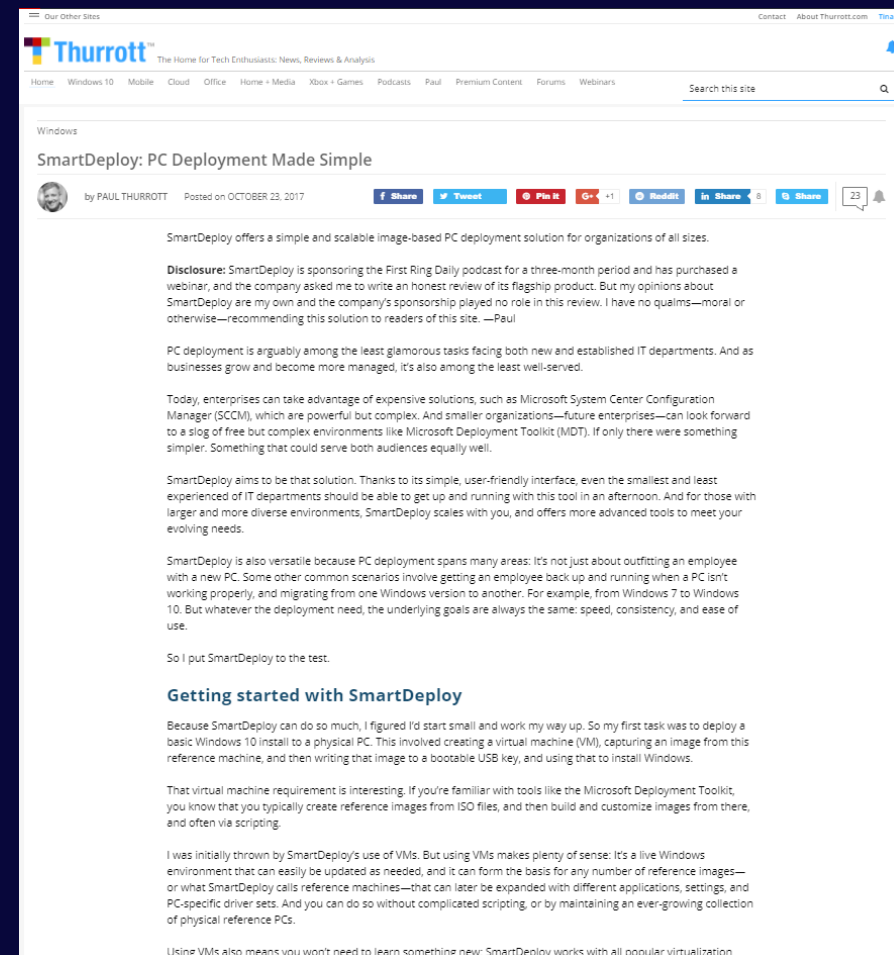 Our Other Sites
Contact About Thurrott.com Tina
Thurrott™ The Home for Tech Enthusiasts: News, Reviews & Analysis
Home Windows 10 Mobile Cloud Office Home + Media Xbox + Games Podcasts Paul Premium Content Forums Webinars
Search this site
Windows
SmartDeploy: PC Deployment Made Simple
by PAUL THURROTT Posted on OCTOBER 23, 2017
f Share Tweet Pin It G+ +1 Reddit in Share 8 Share 23
SmartDeploy offers a simple and scalable image-based PC deployment solution for organizations of all sizes.
Disclosure: SmartDeploy is sponsoring the First Ring Daily podcast for a three-month period and has purchased a
webinar, and the company asked me to write an honest review of its flagship product. But my opinions about
SmartDeploy are my own and the company's sponsorship played no role in this review. I have no qualms—moral or
otherwise—recommending this solution to readers of this site. —Paul
PC deployment is arguably among the least glamorous tasks facing both new and established IT departments. And as
businesses grow and become more managed, it's also among the least well-served.
Today, enterprises can take advantage of expensive solutions, such as Microsoft System Center Configuration
Manager (SCCM), which are powerful but complex. And smaller organizations—future enterprises—can look forward
to a slog of free but complex environments like Microsoft Deployment Toolkit (MDT). If only there were something
simpler. Something that could serve both audiences equally well.
SmartDeploy aims to be that solution. Thanks to its simple, user-friendly interface, even the smallest and least
experienced of IT departments should be able to get up and running with this tool in an afternoon. And for those with
larger and more diverse environments, SmartDeploy scales with you, and offers more advanced tools to meet your
evolving needs.
SmartDeploy is also versatile because PC deployment spans many areas: It's not just about outfitting an employee
with a new PC. Some other common scenarios involve getting an employee back up and running when a PC isn't
working properly, and migrating from one Windows version to another. For example, from Windows 7 to Windows
10. But whatever the deployment need, the underlying goals are always the same: speed, consistency, and ease of
use.
So I put SmartDeploy to the test.
Getting started with SmartDeploy
Because SmartDeploy can do so much, I figured I'd start small and work my way up. So my first task was to deploy a
basic Windows 10 install to a physical PC. This involved creating a virtual machine (VM), capturing an image from this
reference machine, and then writing that image to a bootable USB key, and using that to install Windows.
That virtual machine requirement is interesting. If you're familiar with tools like the Microsoft Deployment Toolkit,
you know that you typically create reference images from ISO files, and then build and customize images from there,
and often via scripting.
I was initially thrown by SmartDeploy's use of VMs. But using VMs makes plenty of sense: It's a live Windows
environment that can easily be updated as needed, and it can form the basis for any number of reference images—
or what SmartDeploy calls reference machines—that can later be expanded with different applications, settings, and
PC-specific driver sets. And you can do so without complicated scripting, or by maintaining an ever-growing collection
of physical reference PCs.
Using VMs also means you won't need to learn something new: SmartDeploy works with all popular virtualization